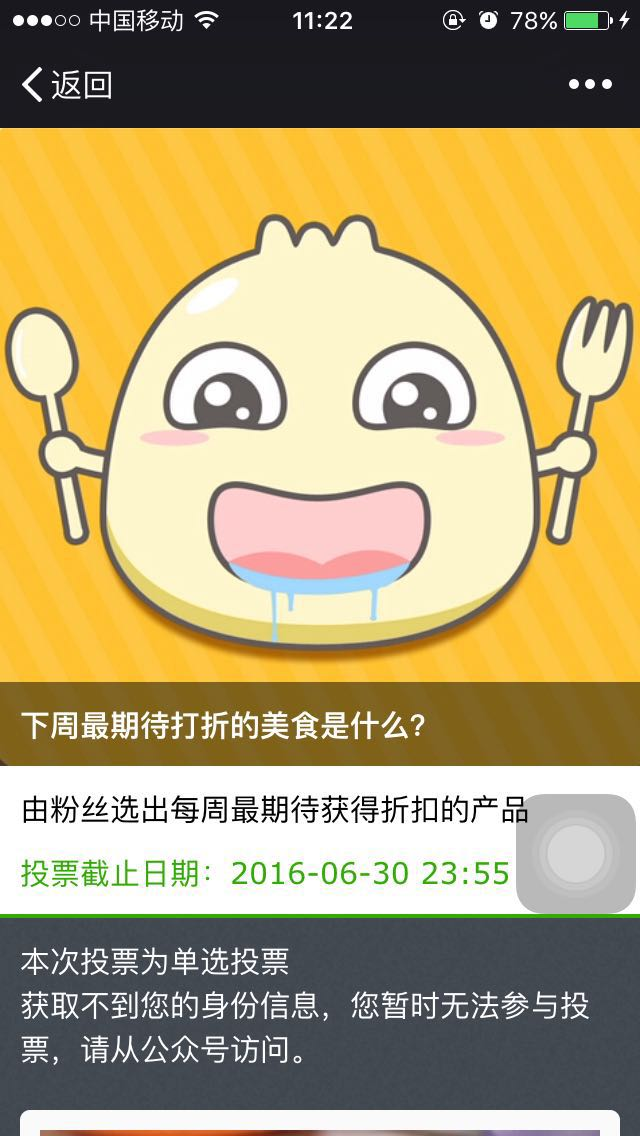 中国移动 11:22 78%
返回
下周最期待打折的美食是什么?
由粉丝选出每周最期待获得折扣的产品
投票截止日期：2016-06-30 23:55
本次投票为单选投票
获取不到您的身份信息，您暂时无法参与投
票，请从公众号访问。